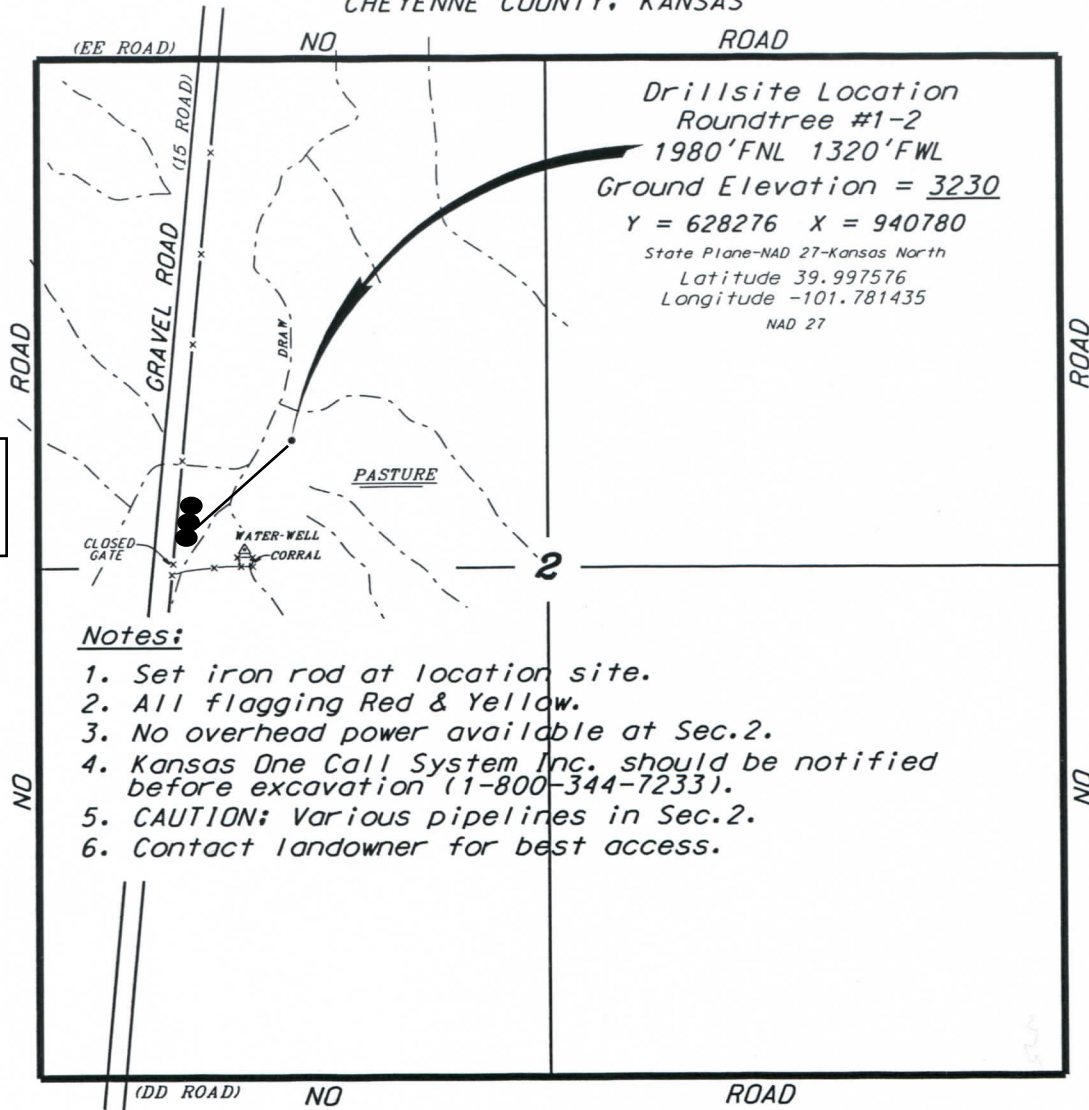 CHEYENNE COUNTY, KANSAS
(EE ROAD)
NO
ROAD
(15 ROAD)
GRAVEL ROAD
Drillsite Location
Roundtree #1-2
1980'FNL 1320'FWL
Ground Elevation = 3230
Y = 628276 X = 940780
State Plane-NAD 27-Kansas North
Latitude 39.997576
Longitude -101.781435
NAD 27
ROAD
DRAW
ROAD
PASTURE
CLOSED
GATE
WATER-WELL
CORRAL
2
Notes:
1. Set iron rod at location site.
2. All flagging Red & Yellow.
3. No overhead power available at Sec.2.
4. Kansas One Call System Inc. should be notified
before excavation (1-800-344-7233).
5. CAUTION: Various pipelines in Sec.2.
6. Contact landowner for best access.
NO
NO
(DD ROAD)
NO
ROAD